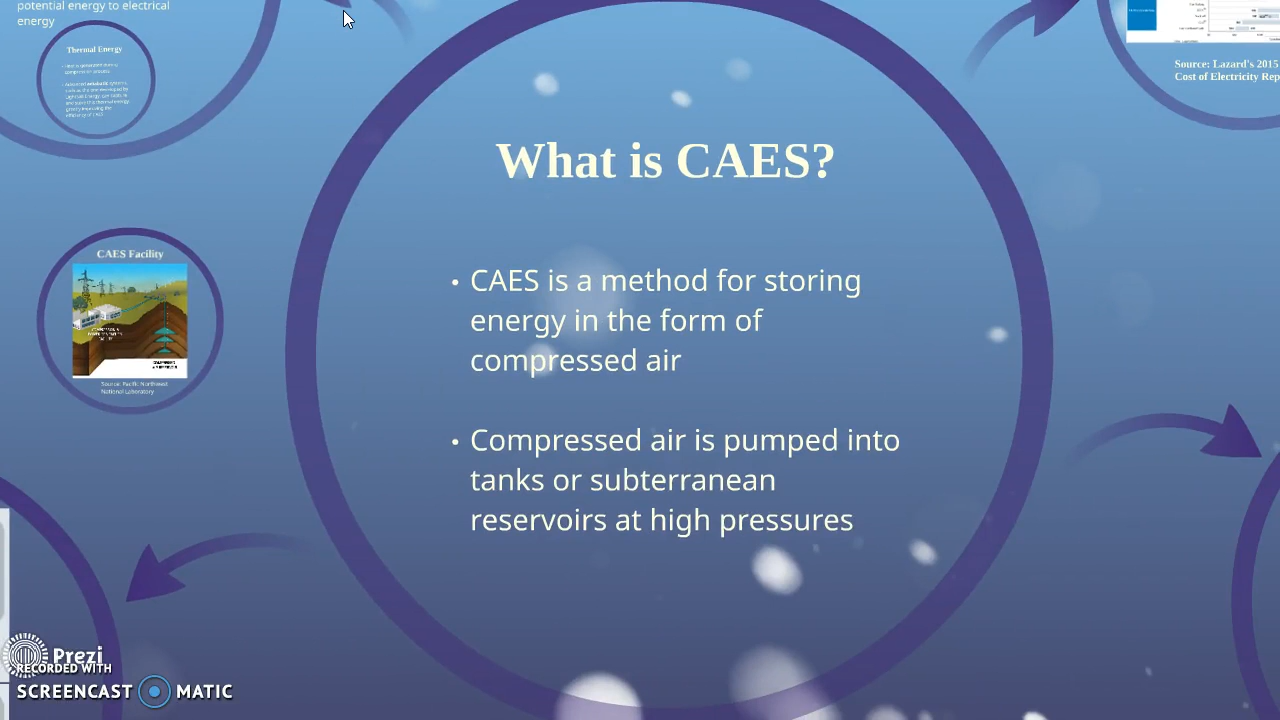 potential energy to electrical
energy
Thermal Energy
Source: Lazard's 2015
Cost of Electricity Rep
What is CAES?
CAES Facility
Source: Pacific Northwest
National Laboratory
• CAES is a method for storing
energy in the form of
compressed air
• Compressed air is pumped into
tanks or subterranean
reservoirs at high pressures
Prezi
RECORDED WITH
SCREENCAST MATIC